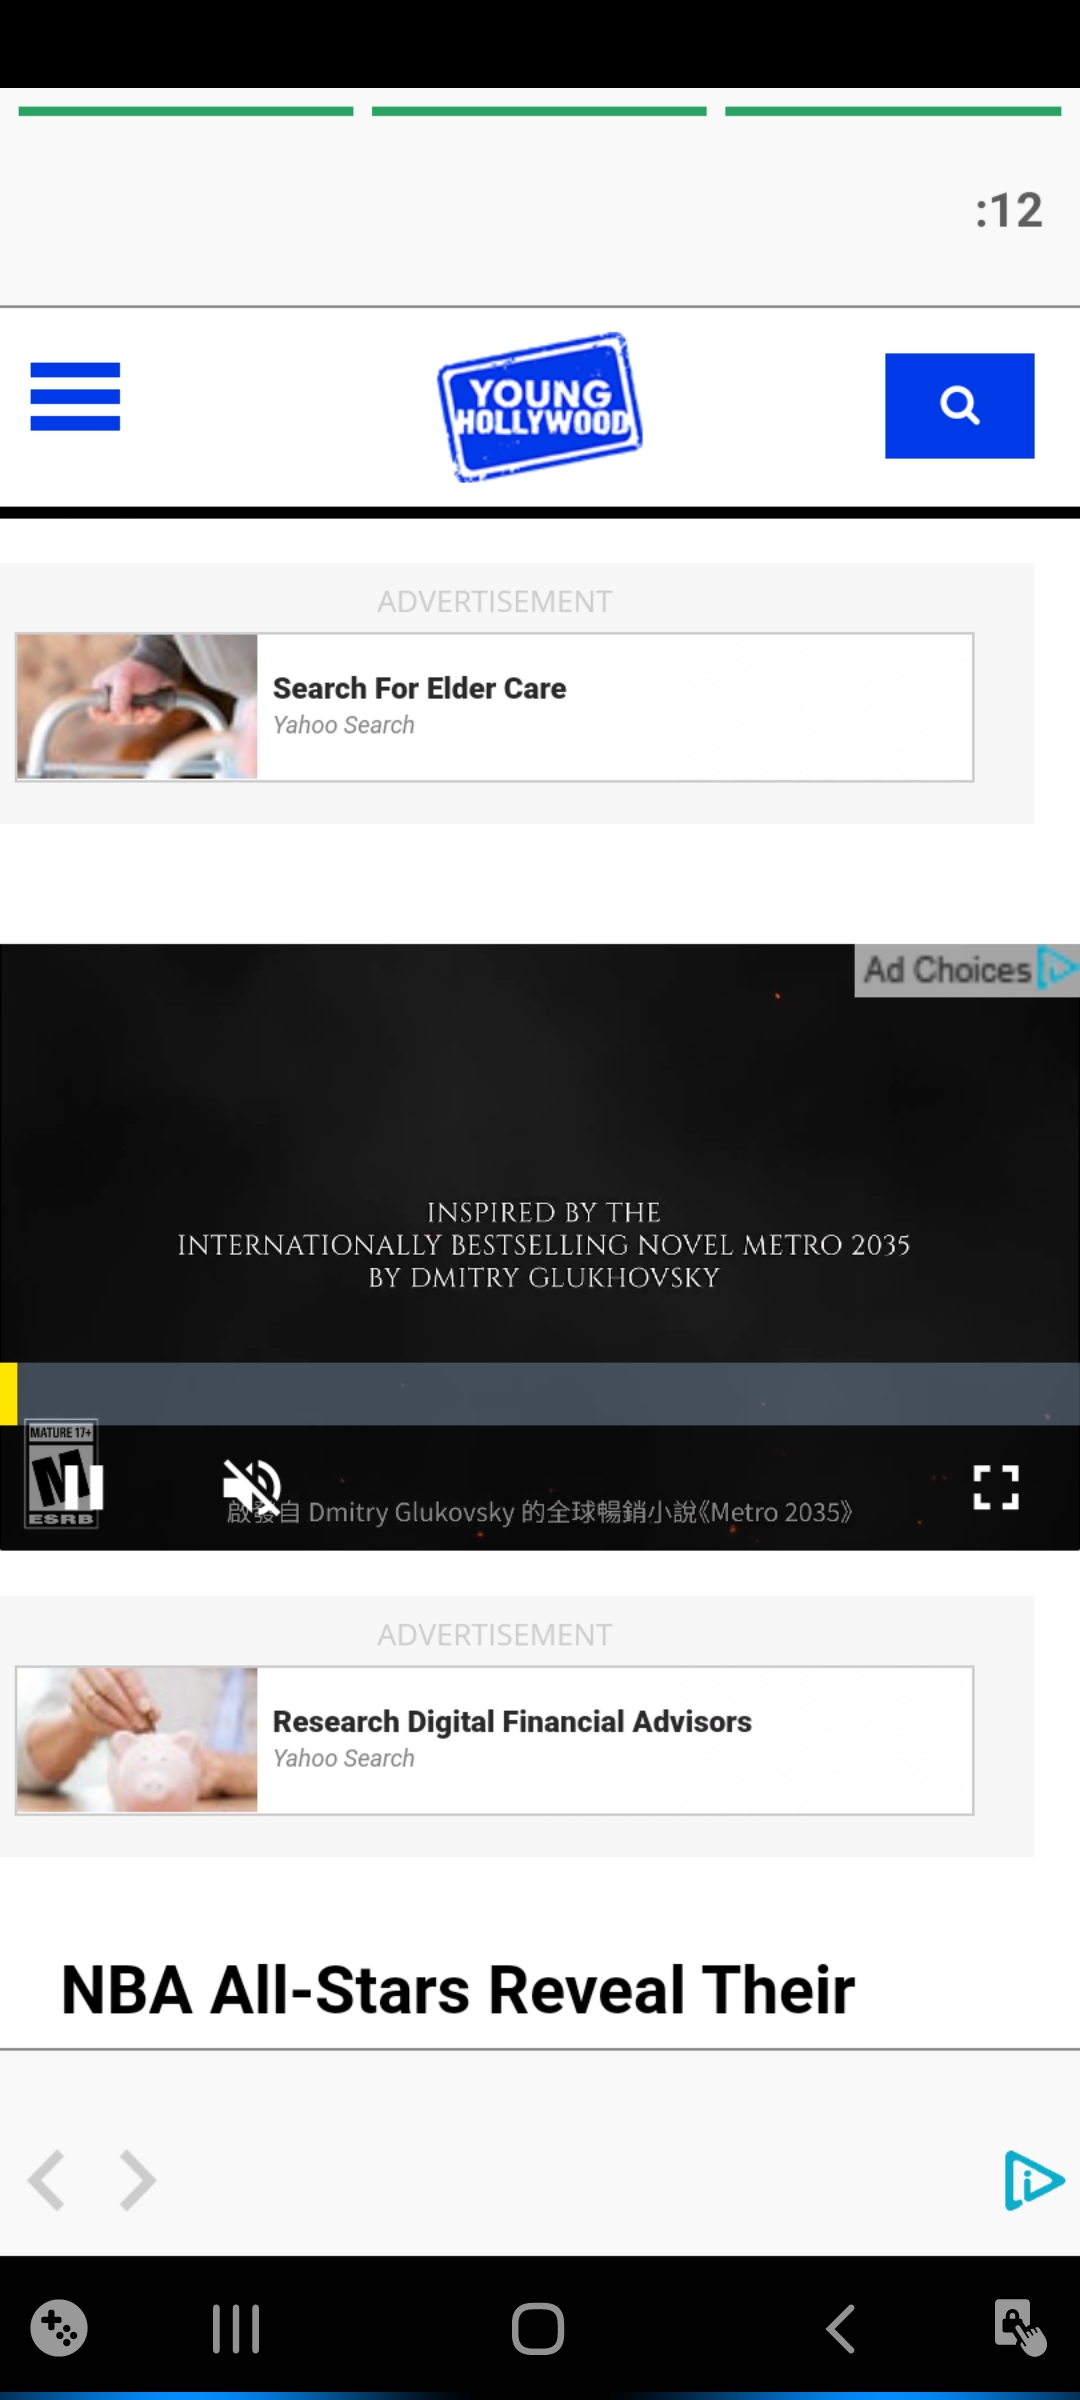 :12
YOUNG
HOLLYWOOD
ADVERTISEMENT
Search For Elder Care
Yahoo Search
Ad Choices
INSPIRED BY THE
INTERNATIONALLY BESTSELLING NOVEL METRO 2035
BY DMITRY GLUKHOVSKY
MATURE 17+
M
ESRB
啟發自 Dmitry Glukovsky 的全球暢銷小說《Metro 2035》
ADVERTISEMENT
Research Digital Financial Advisors
Yahoo Search
NBA All-Stars Reveal Their